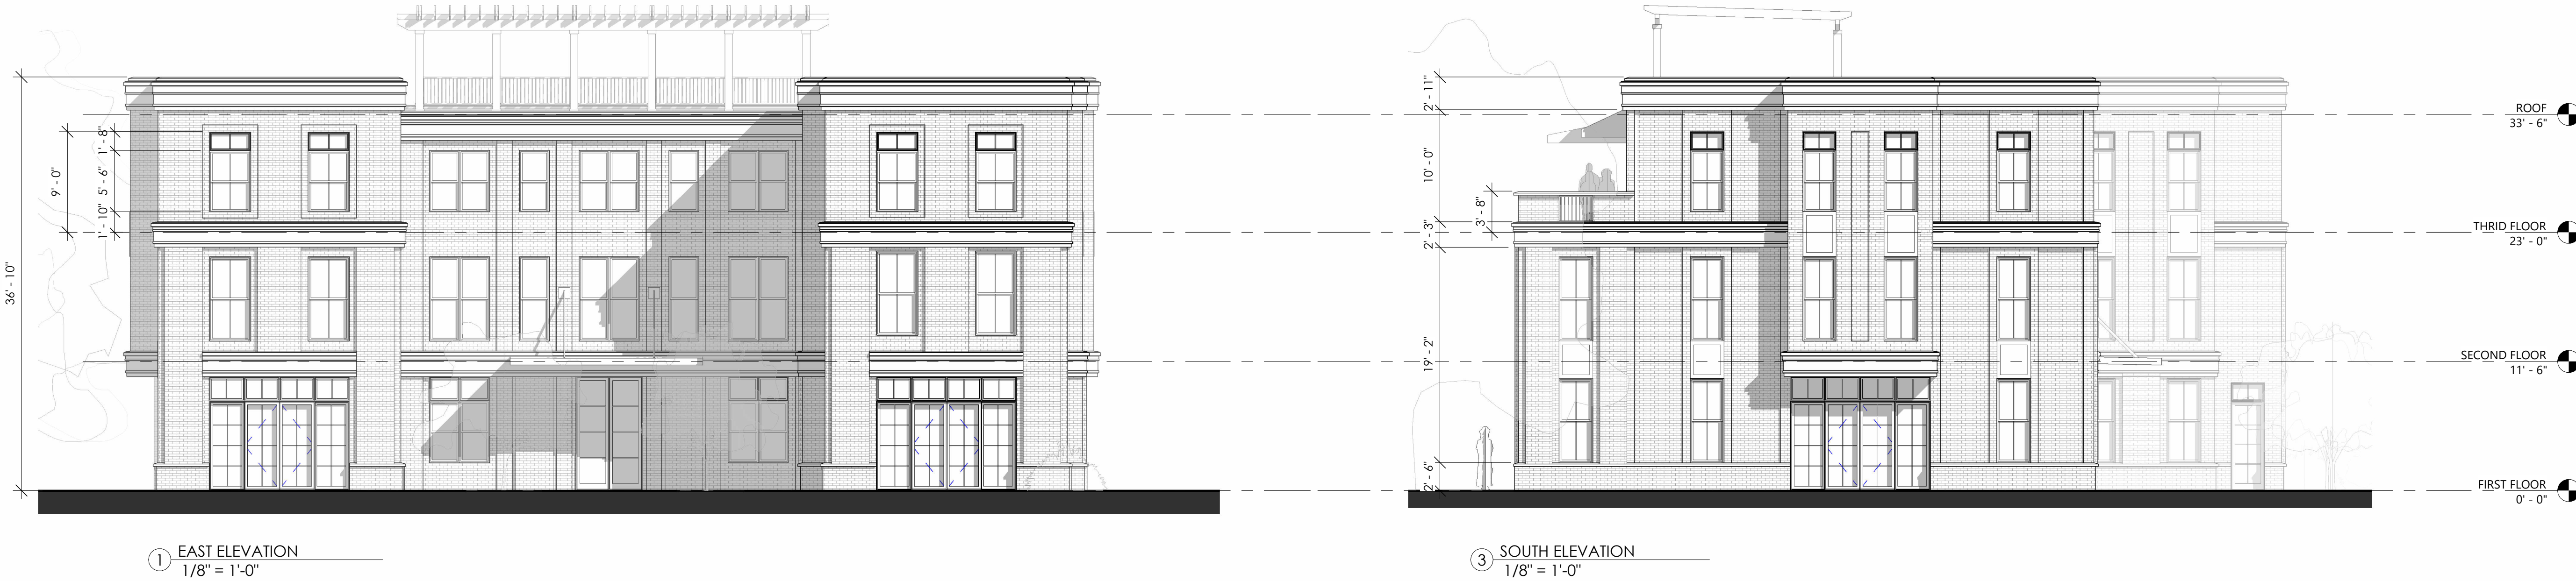 36' - 10"
9' - 0"
1' - 8"
5' - 6"
1' - 10"
1
EAST ELEVATION
1/8" = 1'-0"
2' - 11"
10' - 0"
3' - 8"
2' - 3"
19' - 2"
2' - 6"
3
SOUTH ELEVATION
1/8" = 1'-0"
ROOF
33' - 6"
THRID FLOOR
23' - 0"
SECOND FLOOR
11' - 6"
FIRST FLOOR
0' - 0"